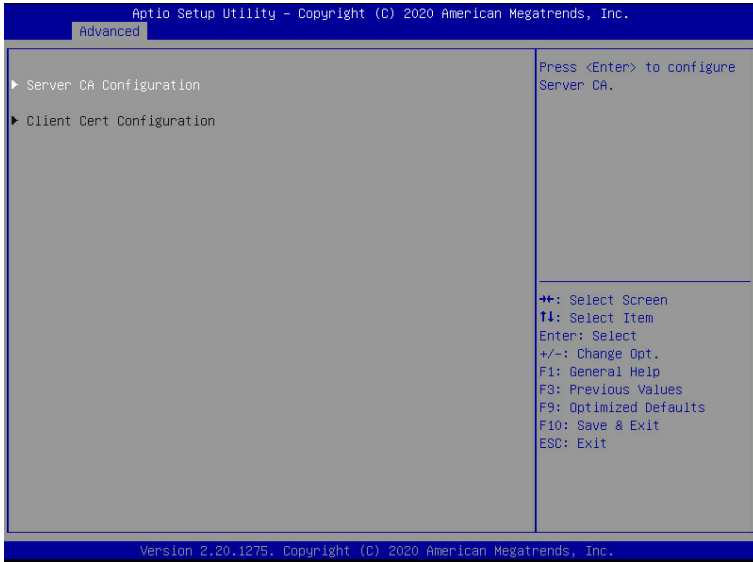 Aptio Setup Utility – Copyright (C) 2020 American Megatrends, Inc.
Advanced
▶ Server CA Configuration
▶ Client Cert Configuration
Press <Enter> to configure
Server CA.
→←: Select Screen
↑↓: Select Item
Enter: Select
+/-: Change Opt.
F1: General Help
F3: Previous Values
F9: Optimized Defaults
F10: Save & Exit
ESC: Exit
Version 2.20.1275. Copyright (C) 2020 American Megatrends, Inc.